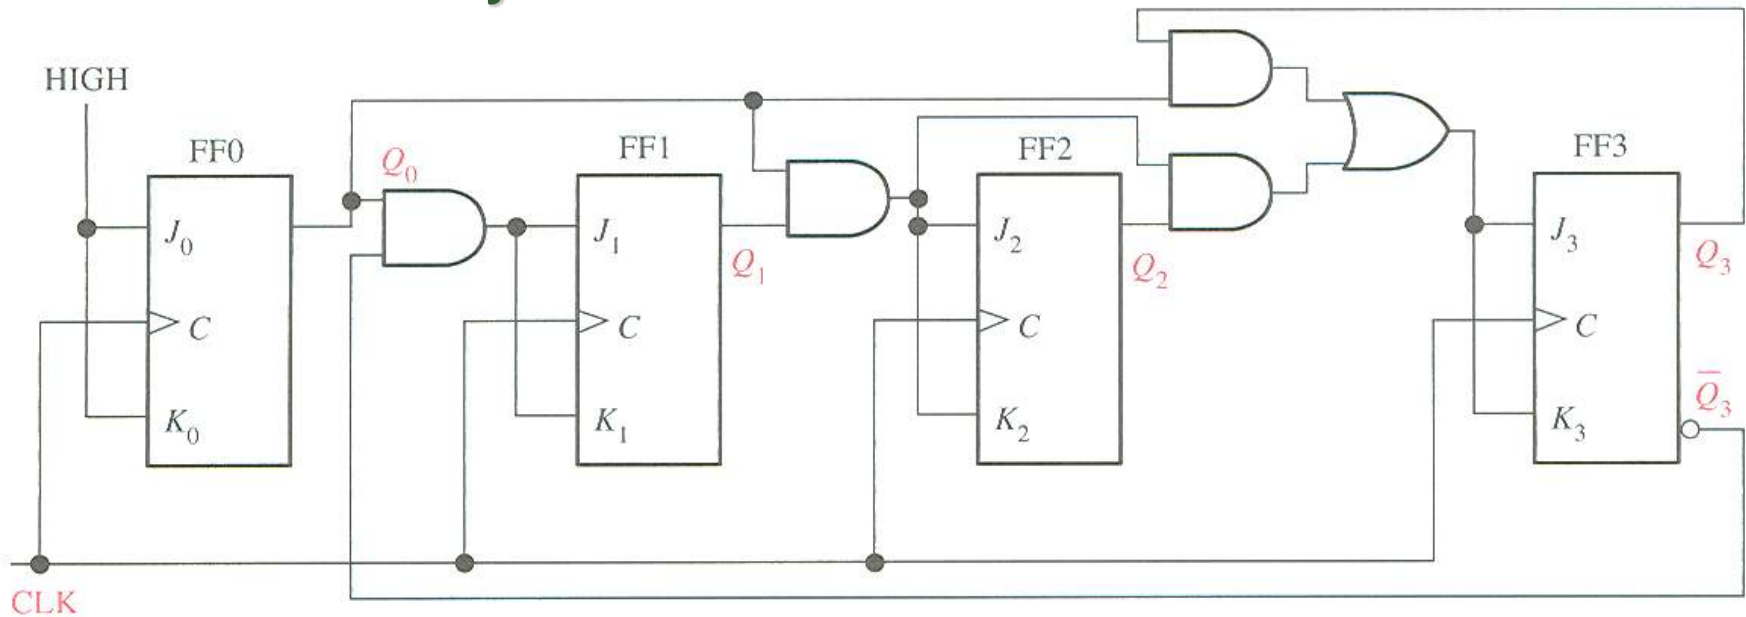 HIGH
FF0
Q₀
J₀
C
K₀
FF1
J₁
C
K₁
Q₁
FF2
J₂
C
K₂
Q₂
FF3
J₃
C
K₃
Q₃
Q̅₃
CLK